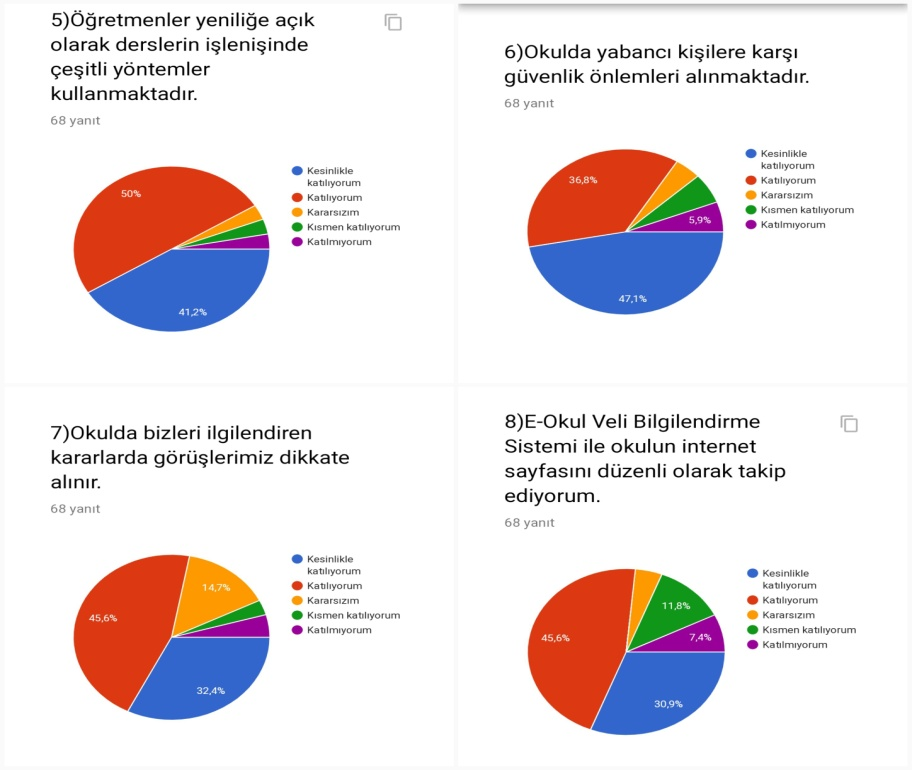 5)Öğretmenler yeniliğe açık
olarak derslerin işlenişinde
çeşitli yöntemler
kullanmaktadır.
68 yanıt
50%
41,2%
Kesinlikle
katılıyorum
Katılıyorum
Kararsızım
Kısmen katılıyorum
Katılmıyorum
6)Okulda yabancı kişilere karşı
güvenlik önlemleri alınmaktadır.
68 yanıt
36,8%
5,9%
47,1%
Kesinlikle
katılıyorum
Katılıyorum
Kararsızım
Kısmen katılıyorum
Katılmıyorum
7)Okulda bizleri ilgilendiren
kararlarda görüşlerimiz dikkate
alınır.
68 yanıt
14,7%
45,6%
32,4%
Kesinlikle
katılıyorum
Katılıyorum
Kararsızım
Kısmen katılıyorum
Katılmıyorum
8)E-Okul Veli Bilgilendirme
Sistemi ile okulun internet
sayfasını düzenli olarak takip
ediyorum.
68 yanıt
11,8%
45,6%
7,4%
30,9%
Kesinlikle
katılıyorum
Katılıyorum
Kararsızım
Kısmen katılıyorum
Katılmıyorum